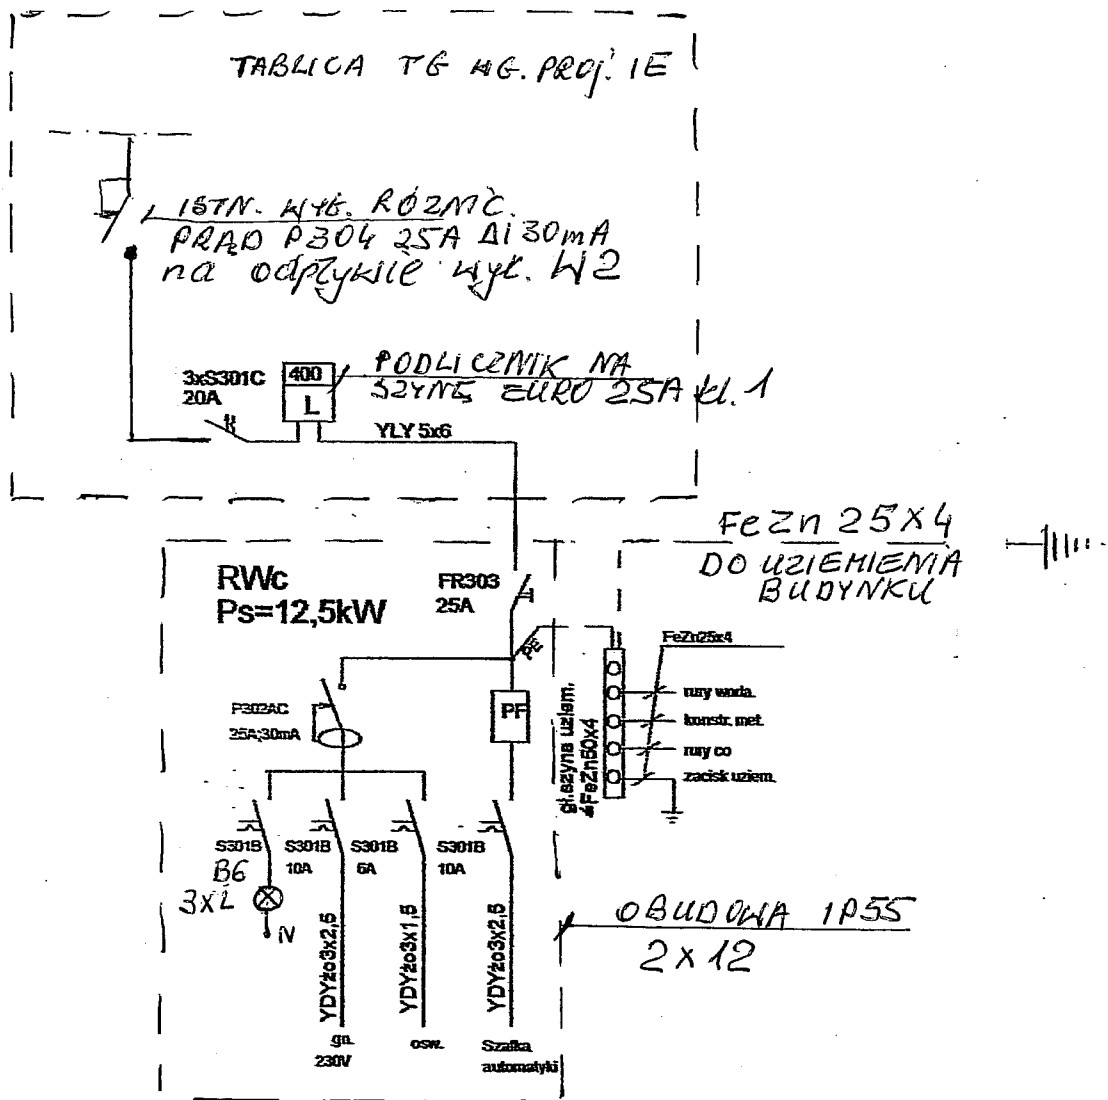 TABLICA TG WG. PROJ. IE
ISTN. WYŁ. RÓŻNIC.
PRĄD P304 25A ΔI 30mA
na odpływie wył. W2
3xS301C
20A
400
L
PODLICZNIK NA
SZYNĘ EURO 25A kl. 1
YLY 5x6
FeZn 25x4
DO UZIEMIENIA
BUDYNKU
RWc
Ps=12,5kW
FR303
25A
PE
FeZn25x4
P302AC
25A;30mA
PF
gł.szyna uziem.
4FeZn50x4
rury woda.
konstr. met.
rury co
zacisk uziem.
S301B
B6
3xL
N
S301B
10A
S301B
6A
S301B
10A
YDYżo3x2,5
YDYżo3x1,5
YDYżo3x2,5
gn.
230V
osw.
Szafka
automatyki
OBUDOWA IP55
2x12